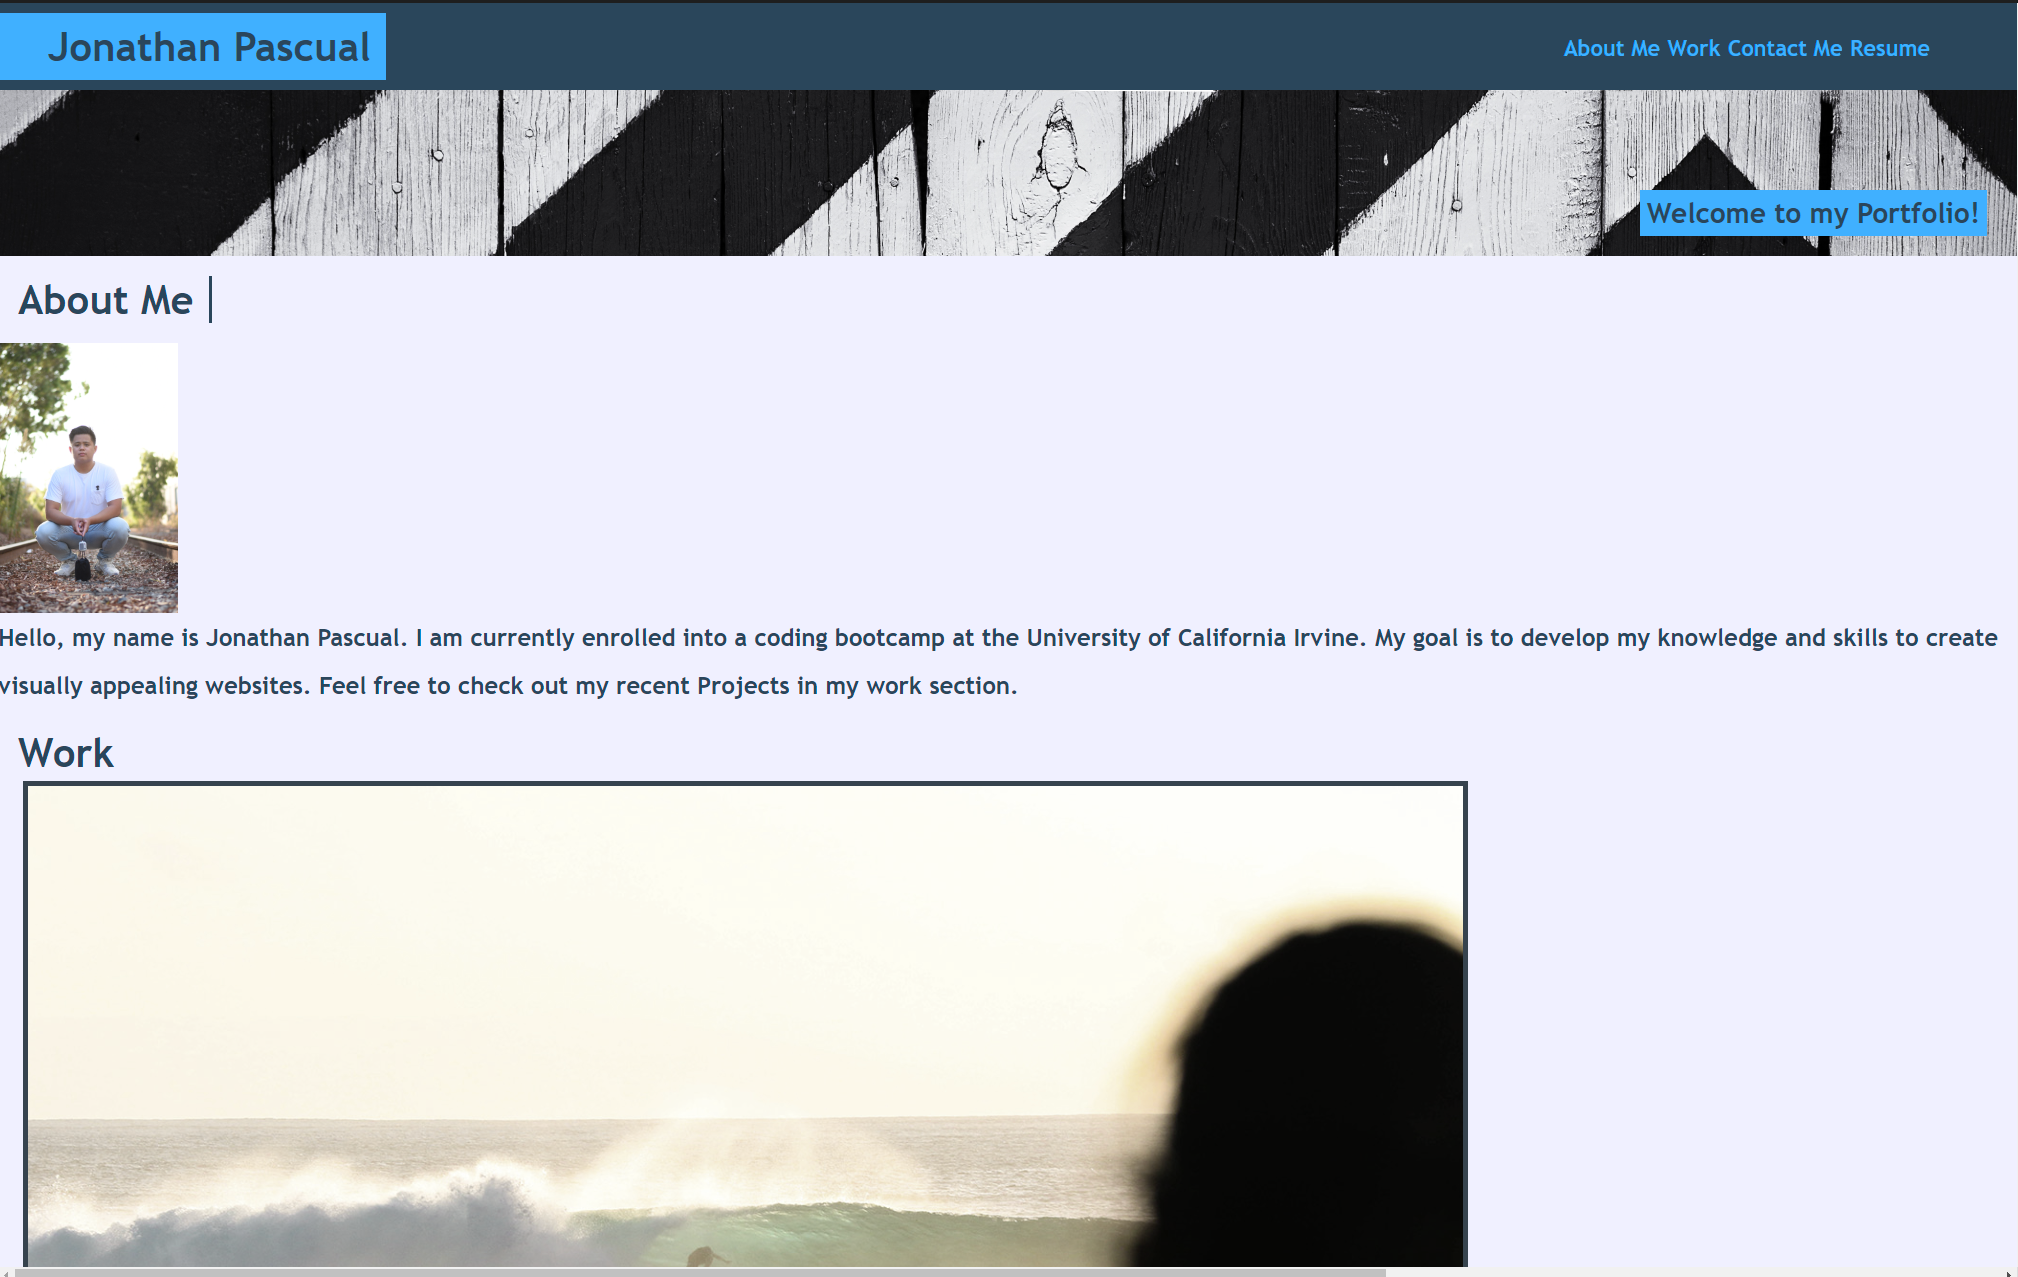 Jonathan Pascual
About Me Work Contact Me Resume
Welcome to my Portfolio!
About Me
Hello, my name is Jonathan Pascual. I am currently enrolled into a coding bootcamp at the University of California Irvine. My goal is to develop my knowledge and skills to create
visually appealing websites. Feel free to check out my recent Projects in my work section.
Work